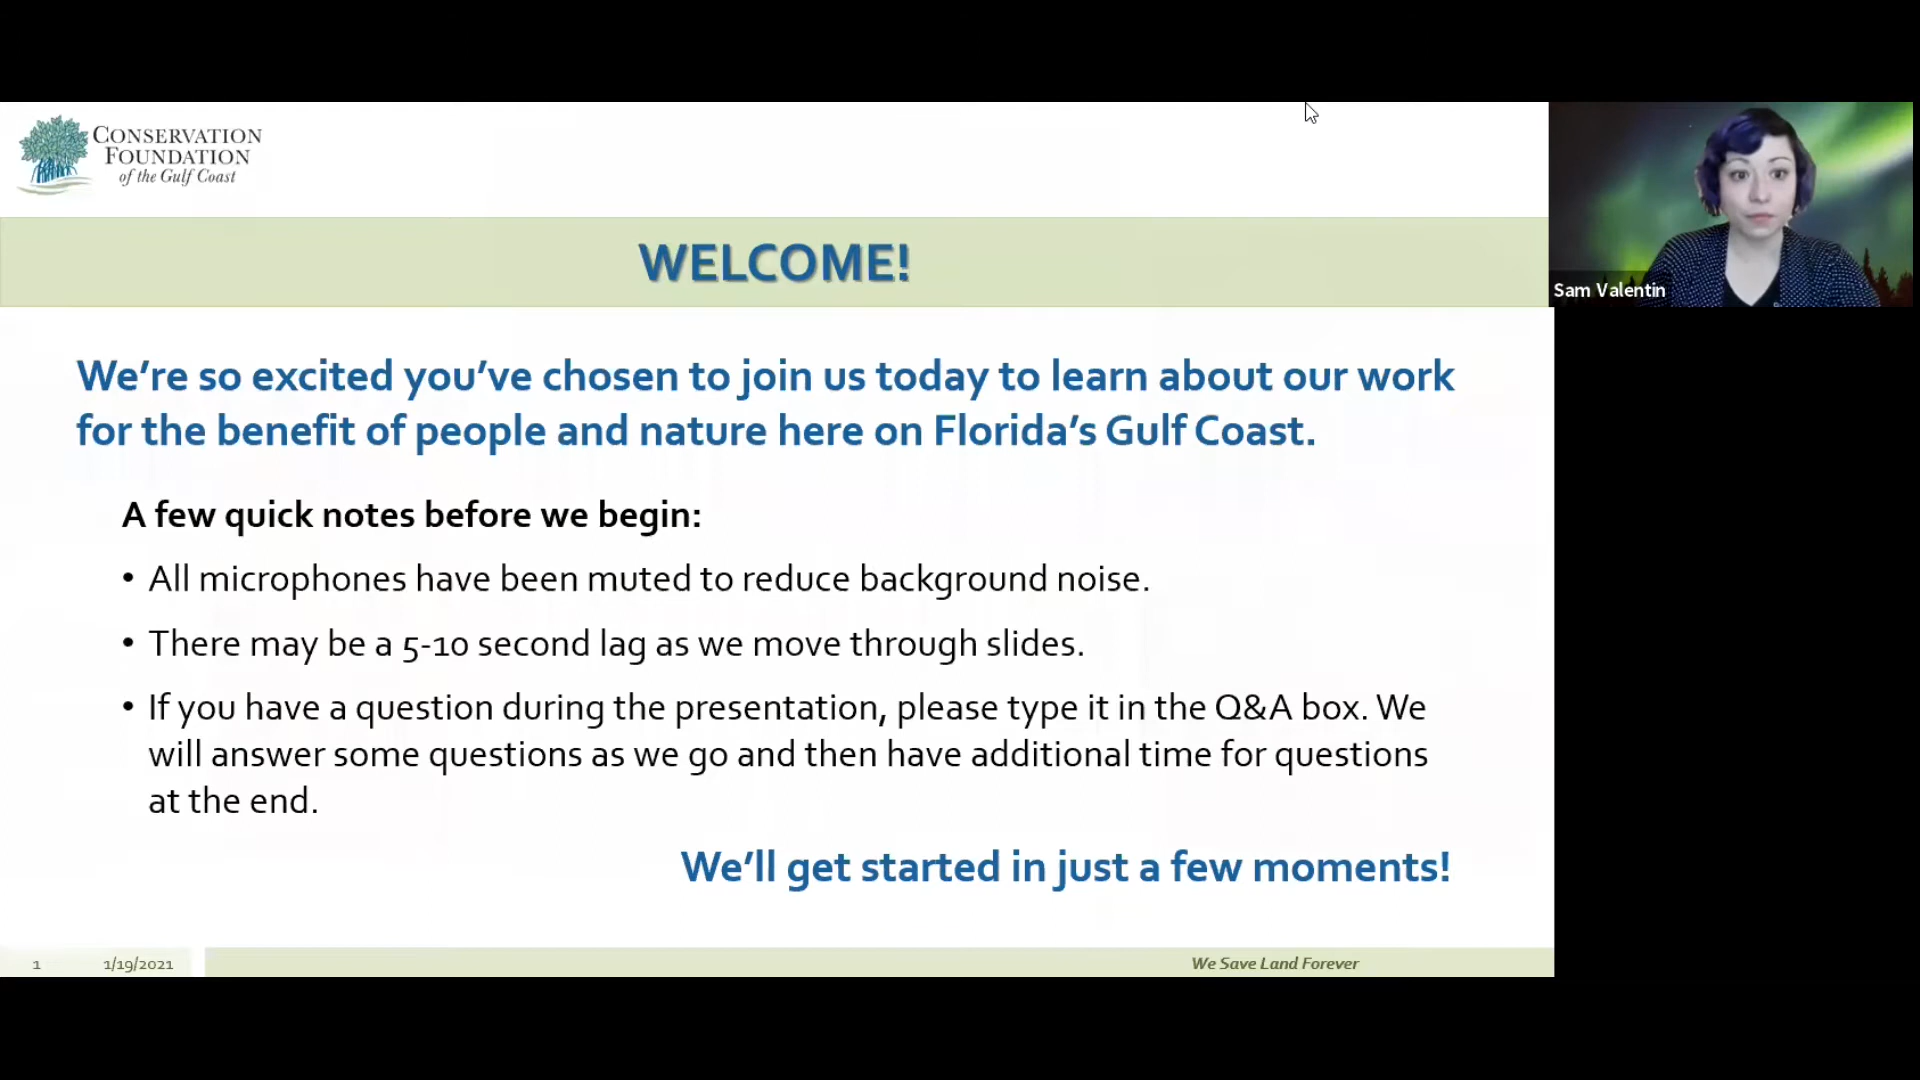 CONSERVATION
FOUNDATION
of the Gulf Coast
WELCOME!
Sam Valentin
We’re so excited you’ve chosen to join us today to learn about our work
for the benefit of people and nature here on Florida’s Gulf Coast.
A few quick notes before we begin:
• All microphones have been muted to reduce background noise.
• There may be a 5-10 second lag as we move through slides.
• If you have a question during the presentation, please type it in the Q&A box. We
will answer some questions as we go and then have additional time for questions
at the end.
We’ll get started in just a few moments!
1 1/19/2021 We Save Land Forever